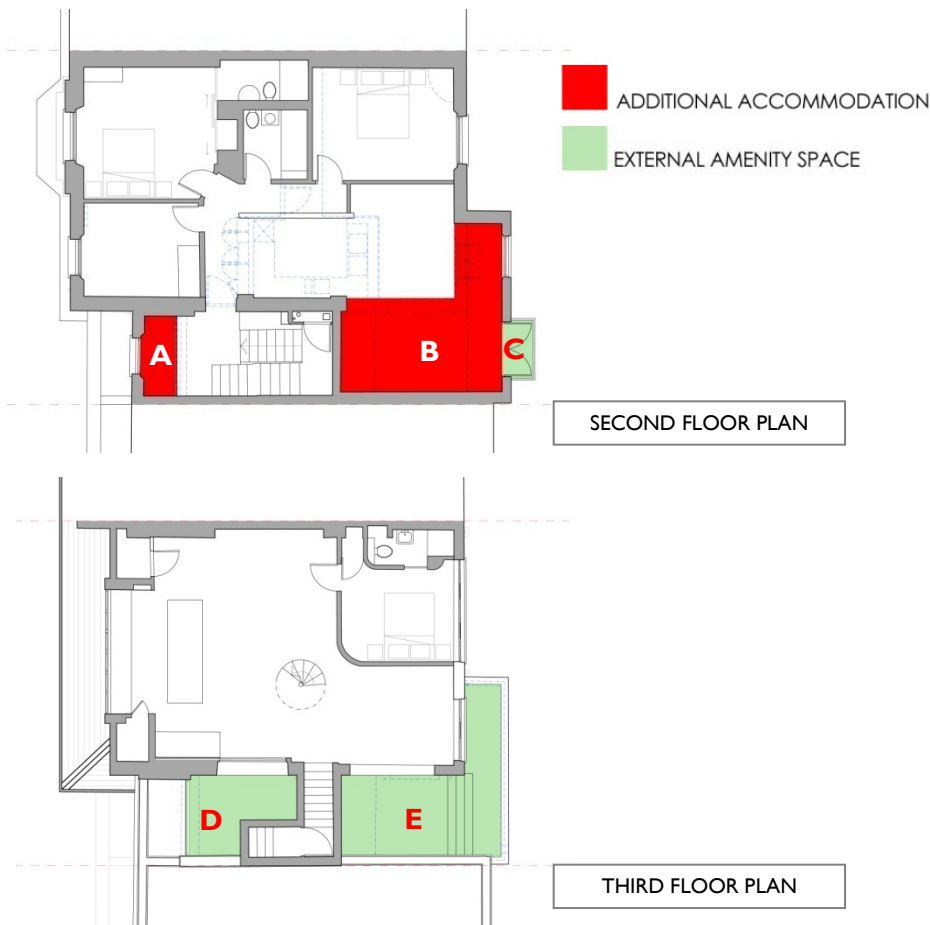 ADDITIONAL ACCOMMODATION
EXTERNAL AMENITY SPACE
A
B
C
SECOND FLOOR PLAN
D
E
THIRD FLOOR PLAN